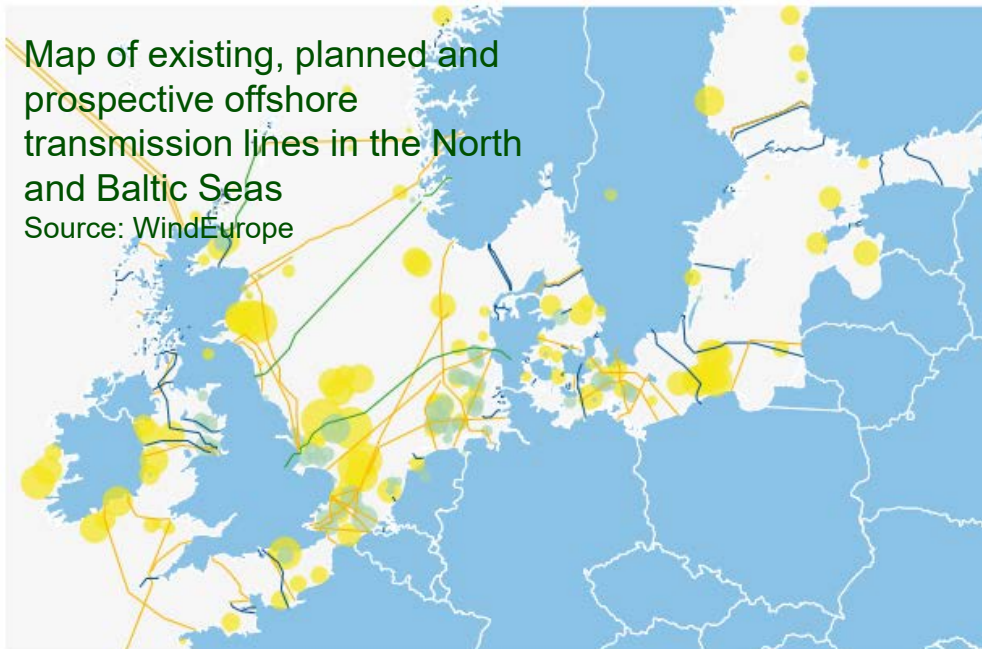 Map of existing, planned and
prospective offshore
transmission lines in the North
and Baltic Seas
Source: WindEurope